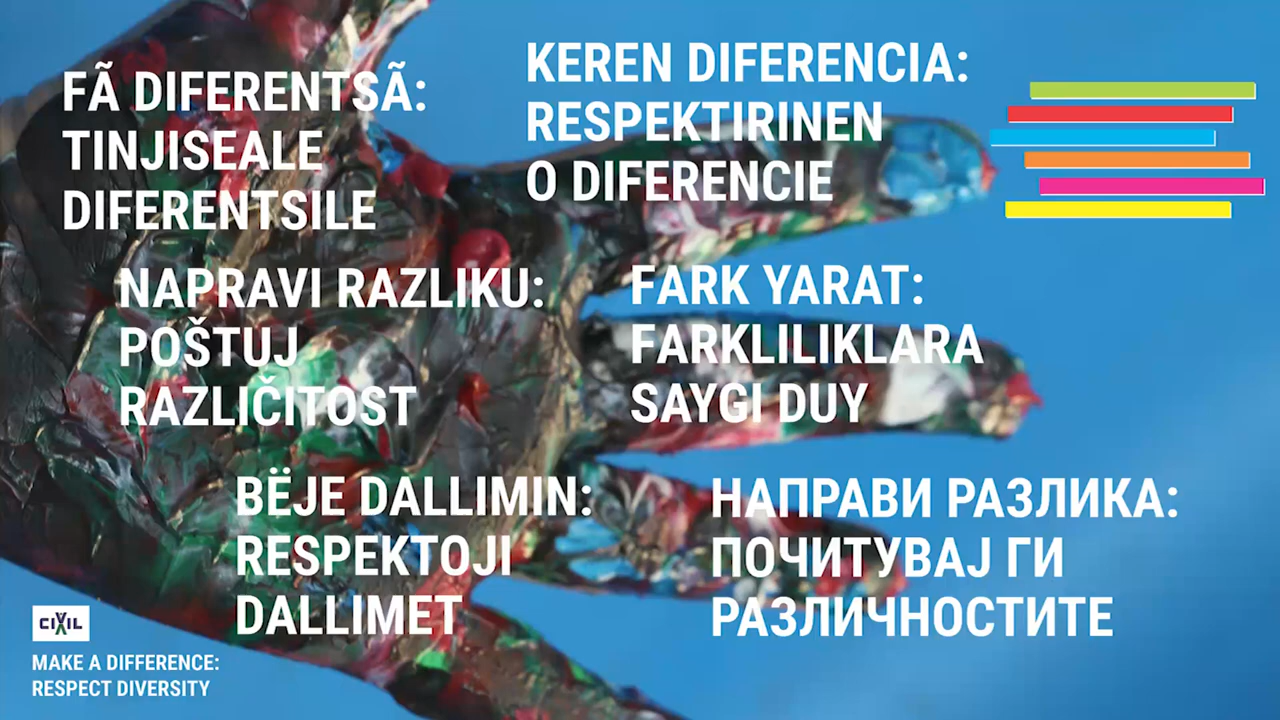 FÃ DIFERENTSÃ:
TINJISEALE
DIFERENTSILE
KEREN DIFERENCIA:
RESPEKTIRINEN
O DIFERENCIE
NAPRAVI RAZLIKU:
POŠTUJ
RAZLIČITOST
FARK YARAT:
FARKLILIKLARA
SAYGI DUY
BËJE DALLIMIN:
RESPEKTOJI
DALLIMET
НАПРАВИ РАЗЛИКА:
ПОЧИТУВАЈ ГИ
РАЗЛИЧНОСТИТЕ
CIVIL
MAKE A DIFFERENCE:
RESPECT DIVERSITY